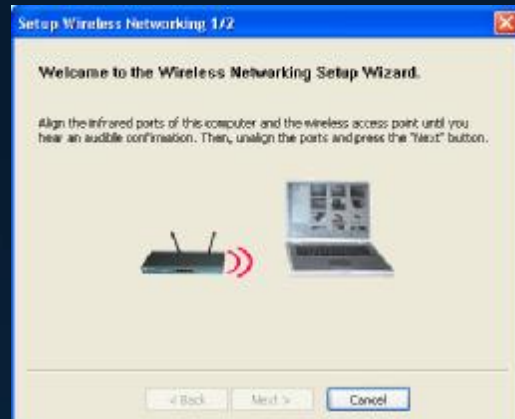 Setup Wireless Networking 1/2
Welcome to the Wireless Networking Setup Wizard.
Align the infrared ports of this computer and the wireless access point until you
hear an audible confirmation. Then, unalign the ports and press the "Next" button.
< Back Next > Cancel